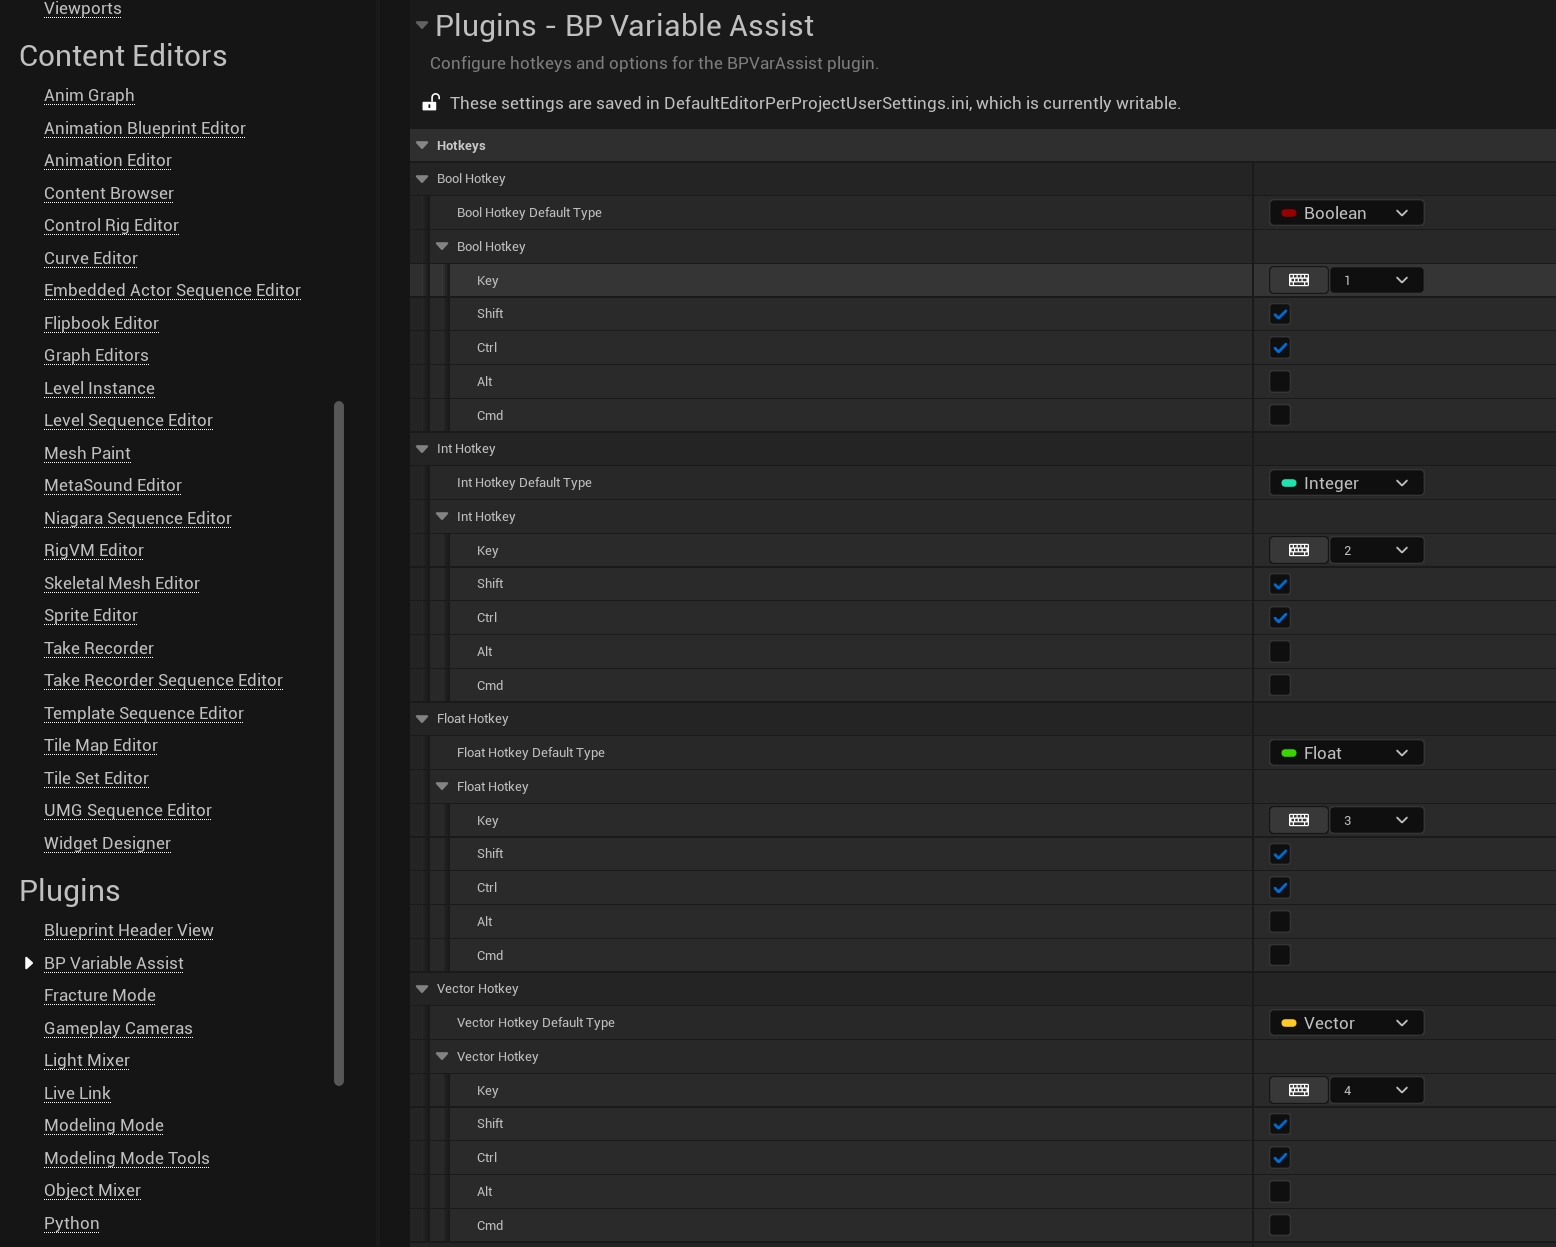 Viewports
Content Editors
Anim Graph
Animation Blueprint Editor
Animation Editor
Content Browser
Control Rig Editor
Curve Editor
Embedded Actor Sequence Editor
Flipbook Editor
Graph Editors
Level Instance
Level Sequence Editor
Mesh Paint
MetaSound Editor
Niagara Sequence Editor
RigVM Editor
Skeletal Mesh Editor
Sprite Editor
Take Recorder
Take Recorder Sequence Editor
Template Sequence Editor
Tile Map Editor
Tile Set Editor
UMG Sequence Editor
Widget Designer
Plugins
Blueprint Header View
BP Variable Assist
Fracture Mode
Gameplay Cameras
Light Mixer
Live Link
Modeling Mode
Modeling Mode Tools
Object Mixer
Python
Plugins - BP Variable Assist
Configure hotkeys and options for the BPVarAssist plugin.
These settings are saved in DefaultEditorPerProjectUserSettings.ini, which is currently writable.
Hotkeys
Bool Hotkey
Bool Hotkey Default Type Boolean
Bool Hotkey
Key 1
Shift
Ctrl
Alt
Cmd
Int Hotkey
Int Hotkey Default Type Integer
Int Hotkey
Key 2
Shift
Ctrl
Alt
Cmd
Float Hotkey
Float Hotkey Default Type Float
Float Hotkey
Key 3
Shift
Ctrl
Alt
Cmd
Vector Hotkey
Vector Hotkey Default Type Vector
Vector Hotkey
Key 4
Shift
Ctrl
Alt
Cmd